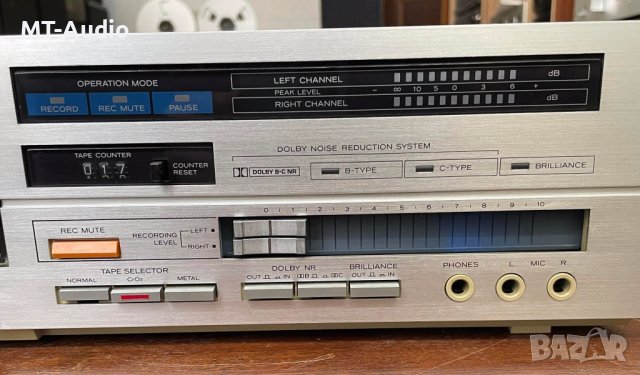 MT-Audio
OPERATION MODE
RECORD REC MUTE PAUSE
LEFT CHANNEL dB
PEAK LEVEL - ∞ 10 5 0 3 6 +
RIGHT CHANNEL dB
TAPE COUNTER
017
COUNTER RESET
DOLBY NOISE REDUCTION SYSTEM
DOLBY B-C NR B-TYPE C-TYPE BRILLIANCE
REC MUTE
RECORDING LEVEL
LEFT
RIGHT
0 1 2 3 4 5 6 7 8 9 10
TAPE SELECTOR
NORMAL CrO2 METAL
DOLBY NR
OUT IN B C
BRILLIANCE
OUT IN
PHONES L MIC R
BAZAR